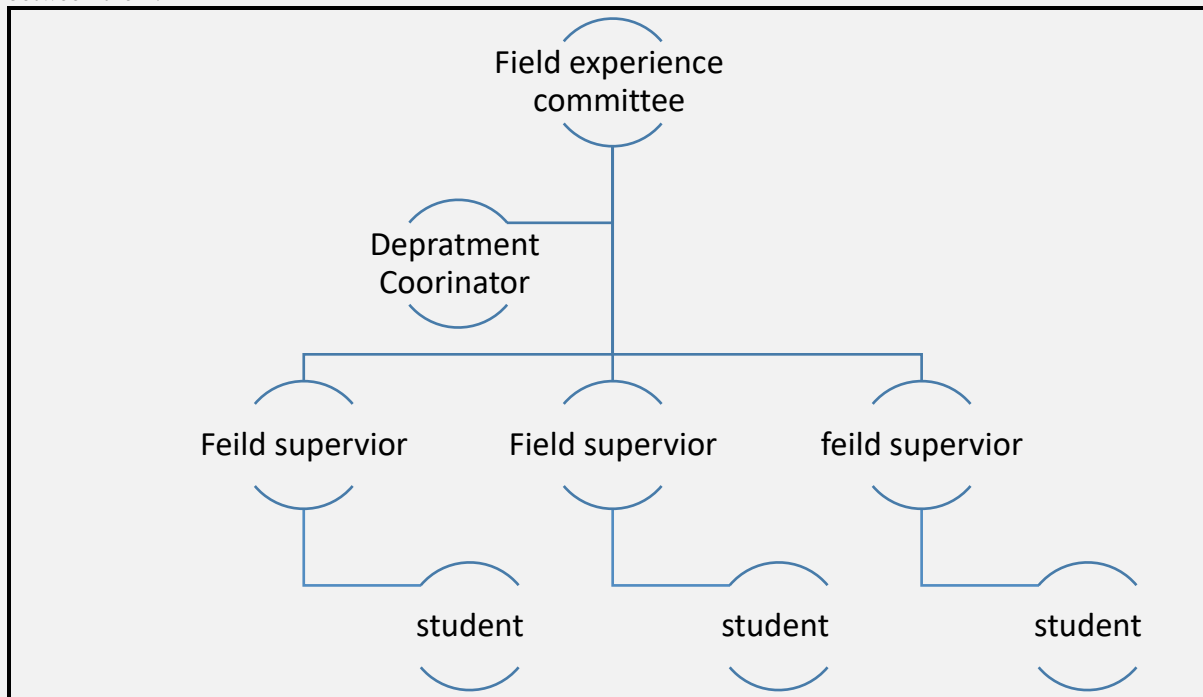 Field experience
committee
Depratment
Coorinator
Feild supervior
Field supervior
feild supervior
student
student
student